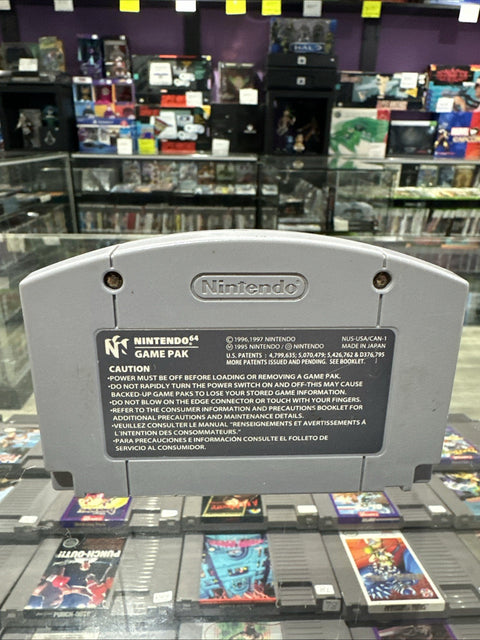 HALO
Nintendo
NINTENDO64
GAME PAK
©1996,1997 NINTENDO
Ⓜ1995 NINTENDO / Ⓓ NINTENDO
NUS-USA/CAN-1
MADE IN JAPAN
U.S. PATENTS : 4,799,635; 5,070,479; 5,426,762 & D376,795
MORE PATENTS ISSUED AND PENDING. SEE BOOKLET.
CAUTION
•POWER MUST BE OFF BEFORE LOADING OR REMOVING A GAME PAK.
•DO NOT RAPIDLY TURN THE POWER SWITCH ON AND OFF-THIS MAY CAUSE
BACKED-UP GAME PAKS TO LOSE YOUR STORED GAME INFORMATION.
•DO NOT BLOW ON THE EDGE CONNECTOR OR TOUCH WITH YOUR FINGERS.
•REFER TO THE CONSUMER INFORMATION AND PRECAUTIONS BOOKLET FOR
ADDITIONAL PRECAUTIONS AND MAINTENANCE DETAILS.
•VEUILLEZ CONSULTER LE MANUAL "RENSEIGNEMENTS ET AVERTISSEMENTS À
L'INTENTION DES CONSOMMATEURS."
•PARA PRECAUCIONES E INFORMACIÓN CONSULTE EL FOLLETO DE
SERVICIO AL CONSUMIDOR.
PUNCH-OUT!!
PUNCH-OUT!!